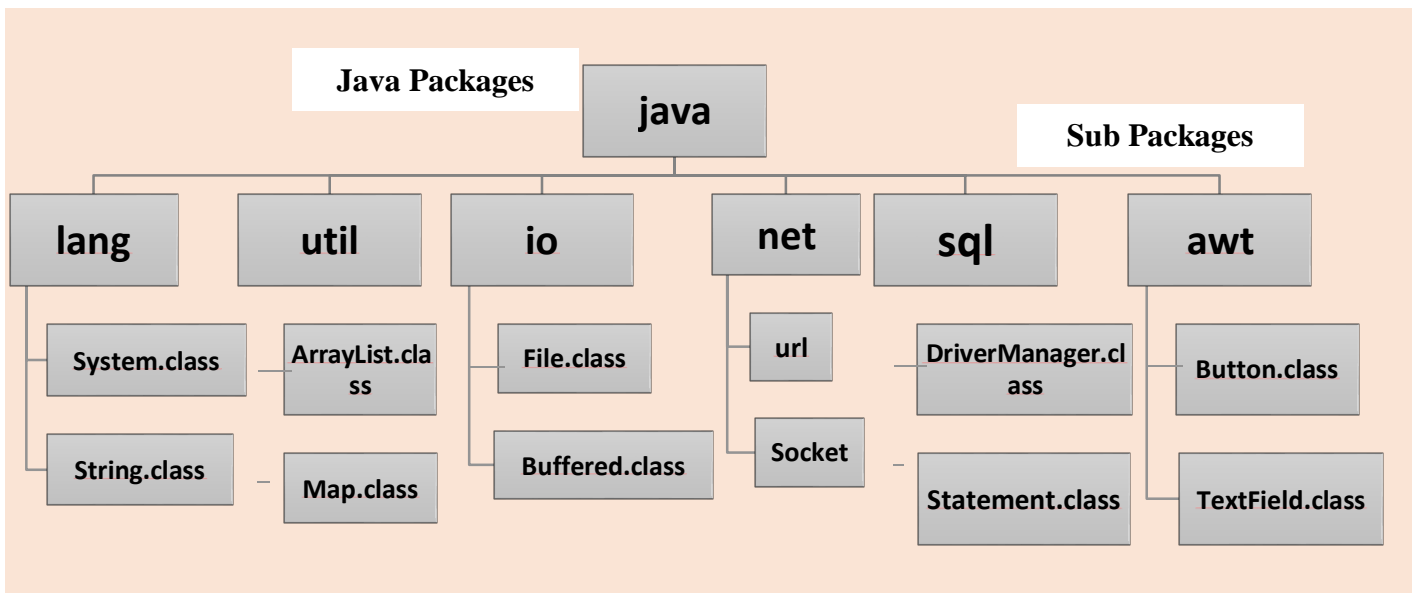 Java Packages
java
Sub Packages
lang
util
io
net
sql
awt
System.class
ArrayList.cla
ss
File.class
url
DriverManager.cl
ass
Button.class
String.class
Map.class
Buffered.class
Socket
Statement.class
TextField.class